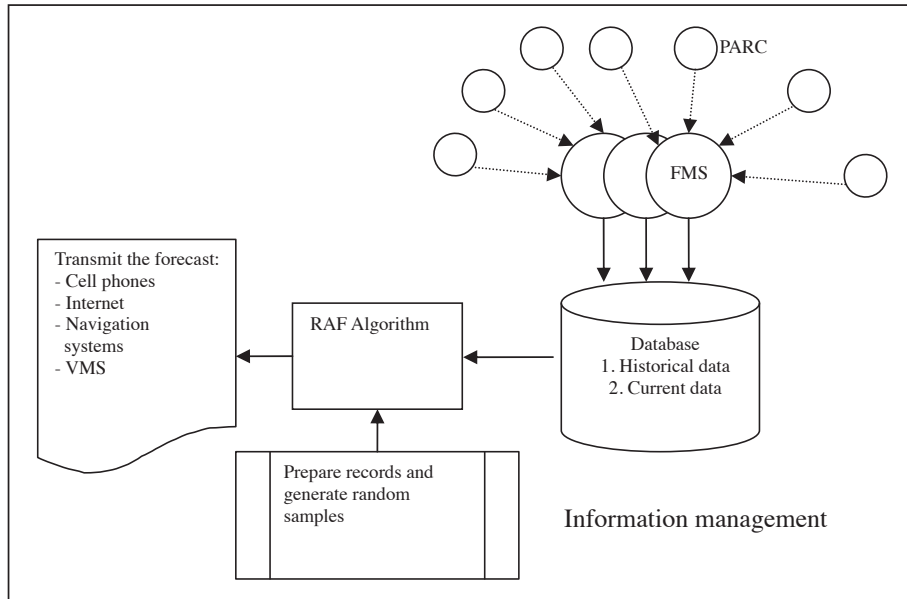 PARC
FMS
Transmit the forecast:
- Cell phones
- Internet
- Navigation
systems
- VMS
RAF Algorithm
Database
1. Historical data
2. Current data
Prepare records and
generate random
samples
Information management